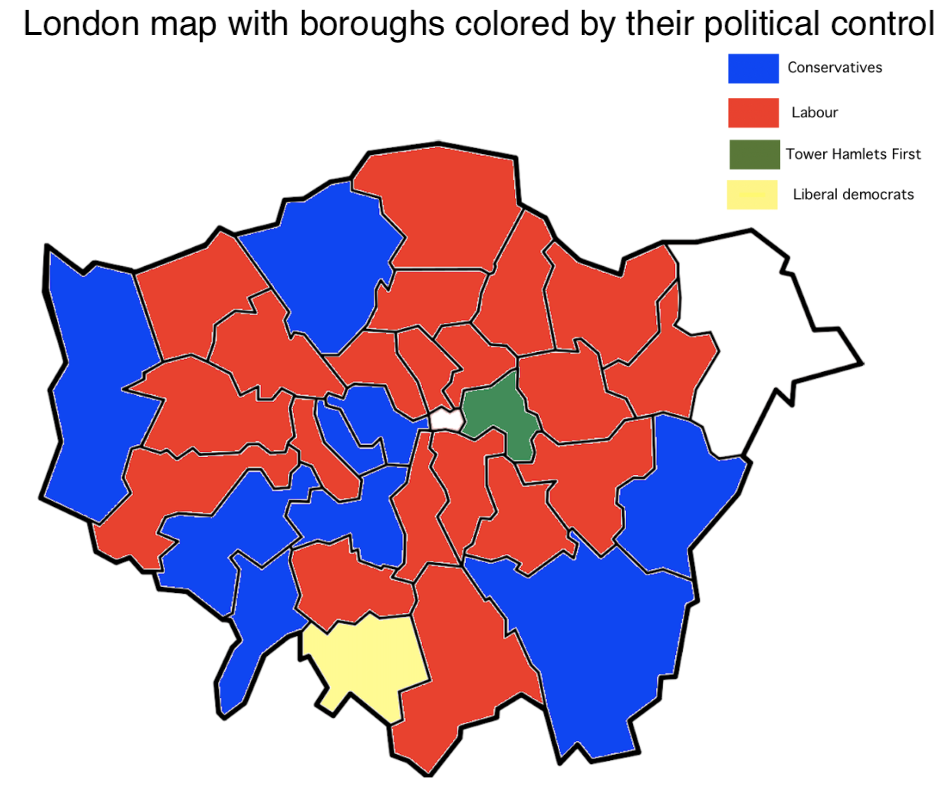 London map with boroughs colored by their political control
Conservatives
Labour
Tower Hamlets First
Liberal democrats